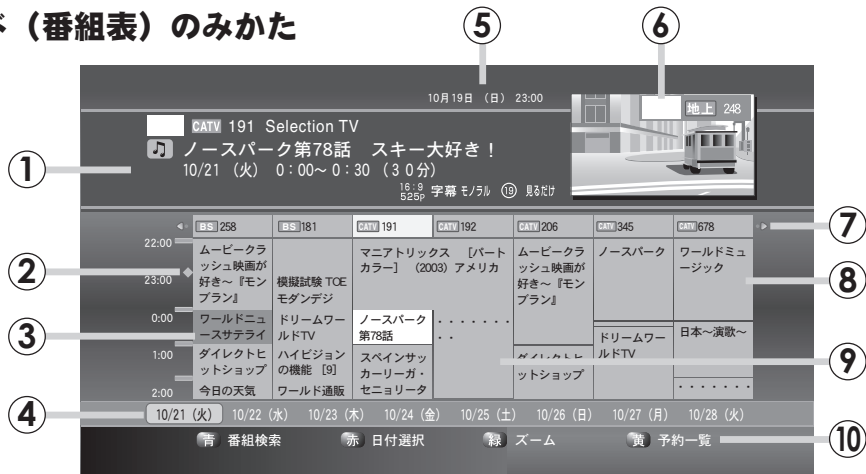 ド（番組表）のみかた
⑤
⑥
10月19日 （日） 23:00
地上 248
CATV 191 Selection TV
ノースパーク第78話 スキー大好き！
①
10/21 （火） 0：00～ 0：30 （３０分）
16:9 525p 字幕 モノラル ⑲ 見るだけ
BS 258
BS 181
CATV 191
CATV 192
CATV 206
CATV 345
CATV 678
⑦
22:00
23:00
0:00
1:00
2:00
②
③
ムービークラ
ッシュ映画が
好き～『モン
プラン』
ワールドニュ
ースサテライ
ダイレクトヒ
ットショップ
今日の天気
模擬試験 TOE
モダンデジ
ドリームワー
ルドTV
ハイビジョン
の機能 [9]
ワールド通販
マニアトリックス ［パート
カラー］ （2003）アメリカ
ノースパーク
第78話
スペインサッ
カーリーガ・
セニョリータ
・・・・・・・
・・
ムービークラ
ッシュ映画が
好き～『モン
プラン』
ダイレクトヒ
ットショップ
ノースパーク
ドリームワー
ルドTV
ワールドミュ
ージック
日本～演歌～
・・・・・・・
⑧
⑨
④
10/21 （火） 10/22 （水） 10/23 （木） 10/24 （金） 10/25 （土） 10/26 （日） 10/27 （月） 10/28 （火）
青 番組検索 赤 日付選択 緑 ズーム 黄 予約一覧
⑩